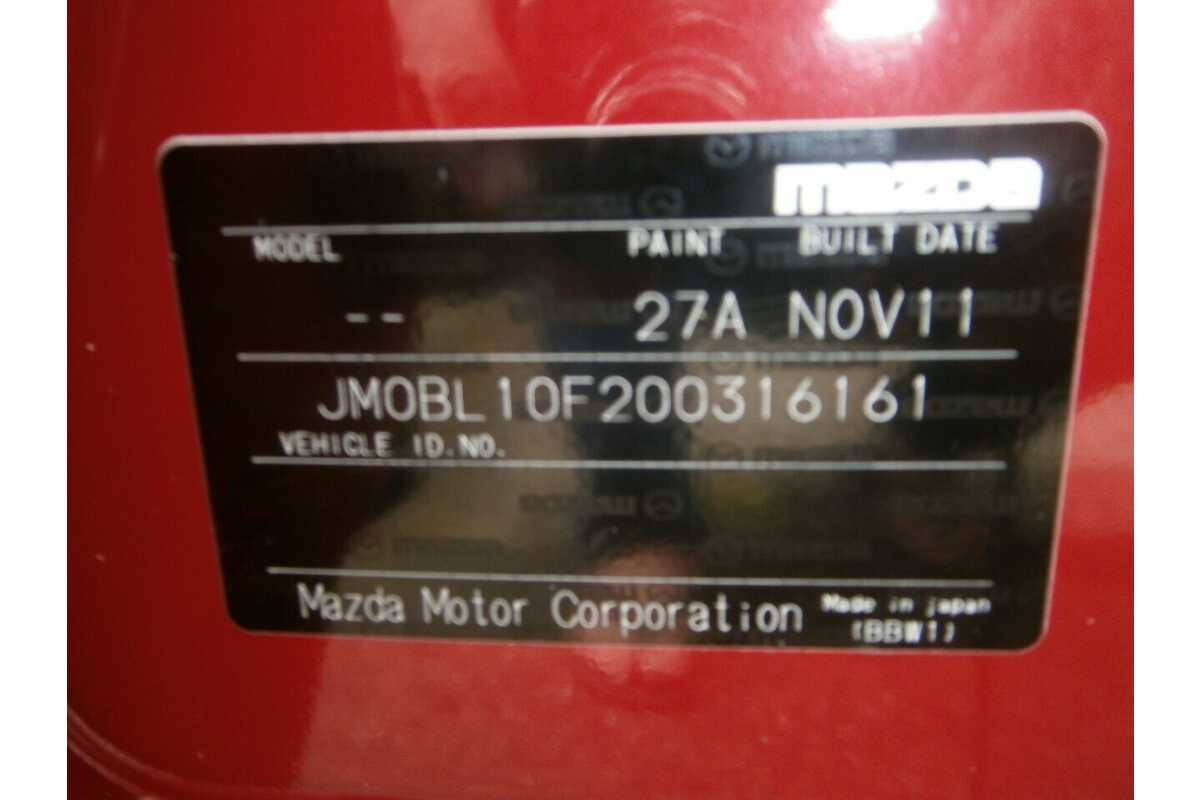 mazda
MODEL PAINT BUILT DATE
-- 27A NOV11
JM0BL10F200316161
VEHICLE ID.NO.
Mazda Motor Corporation Made in japan
(BBW1)